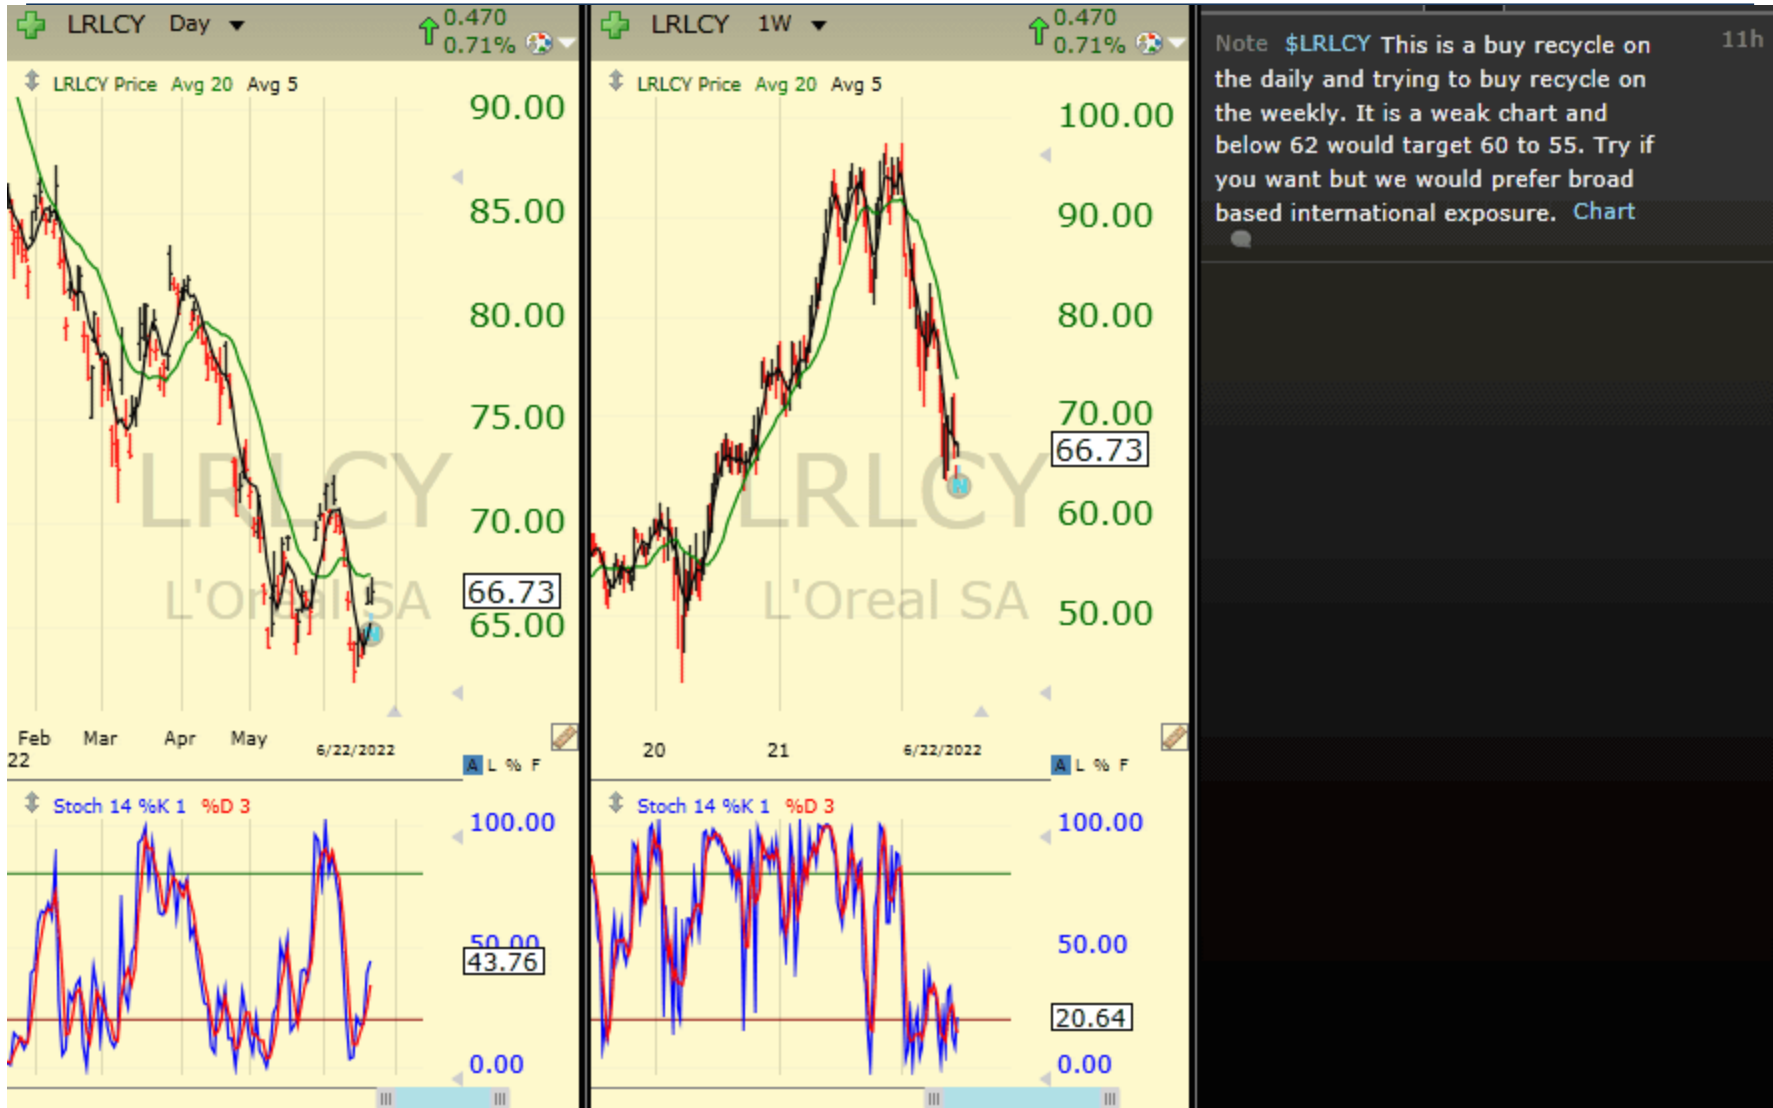 LRLCY Day
0.470
0.71%
LRLCY Price Avg 20 Avg 5
90.00
85.00
80.00
75.00
70.00
66.73
65.00
LRLCY
L'Oreal SA
N
Feb Mar Apr May 6/22/2022
22
A L % F
Stoch 14 %K 1 %D 3
100.00
50.00
43.76
0.00
LRLCY 1W
0.470
0.71%
LRLCY Price Avg 20 Avg 5
100.00
90.00
80.00
70.00
66.73
60.00
50.00
LRLCY
L'Oreal SA
N
20 21 6/22/2022
A L % F
Stoch 14 %K 1 %D 3
100.00
50.00
20.64
0.00
Note $LRLCY This is a buy recycle on 11h
the daily and trying to buy recycle on
the weekly. It is a weak chart and
below 62 would target 60 to 55. Try if
you want but we would prefer broad
based international exposure. Chart